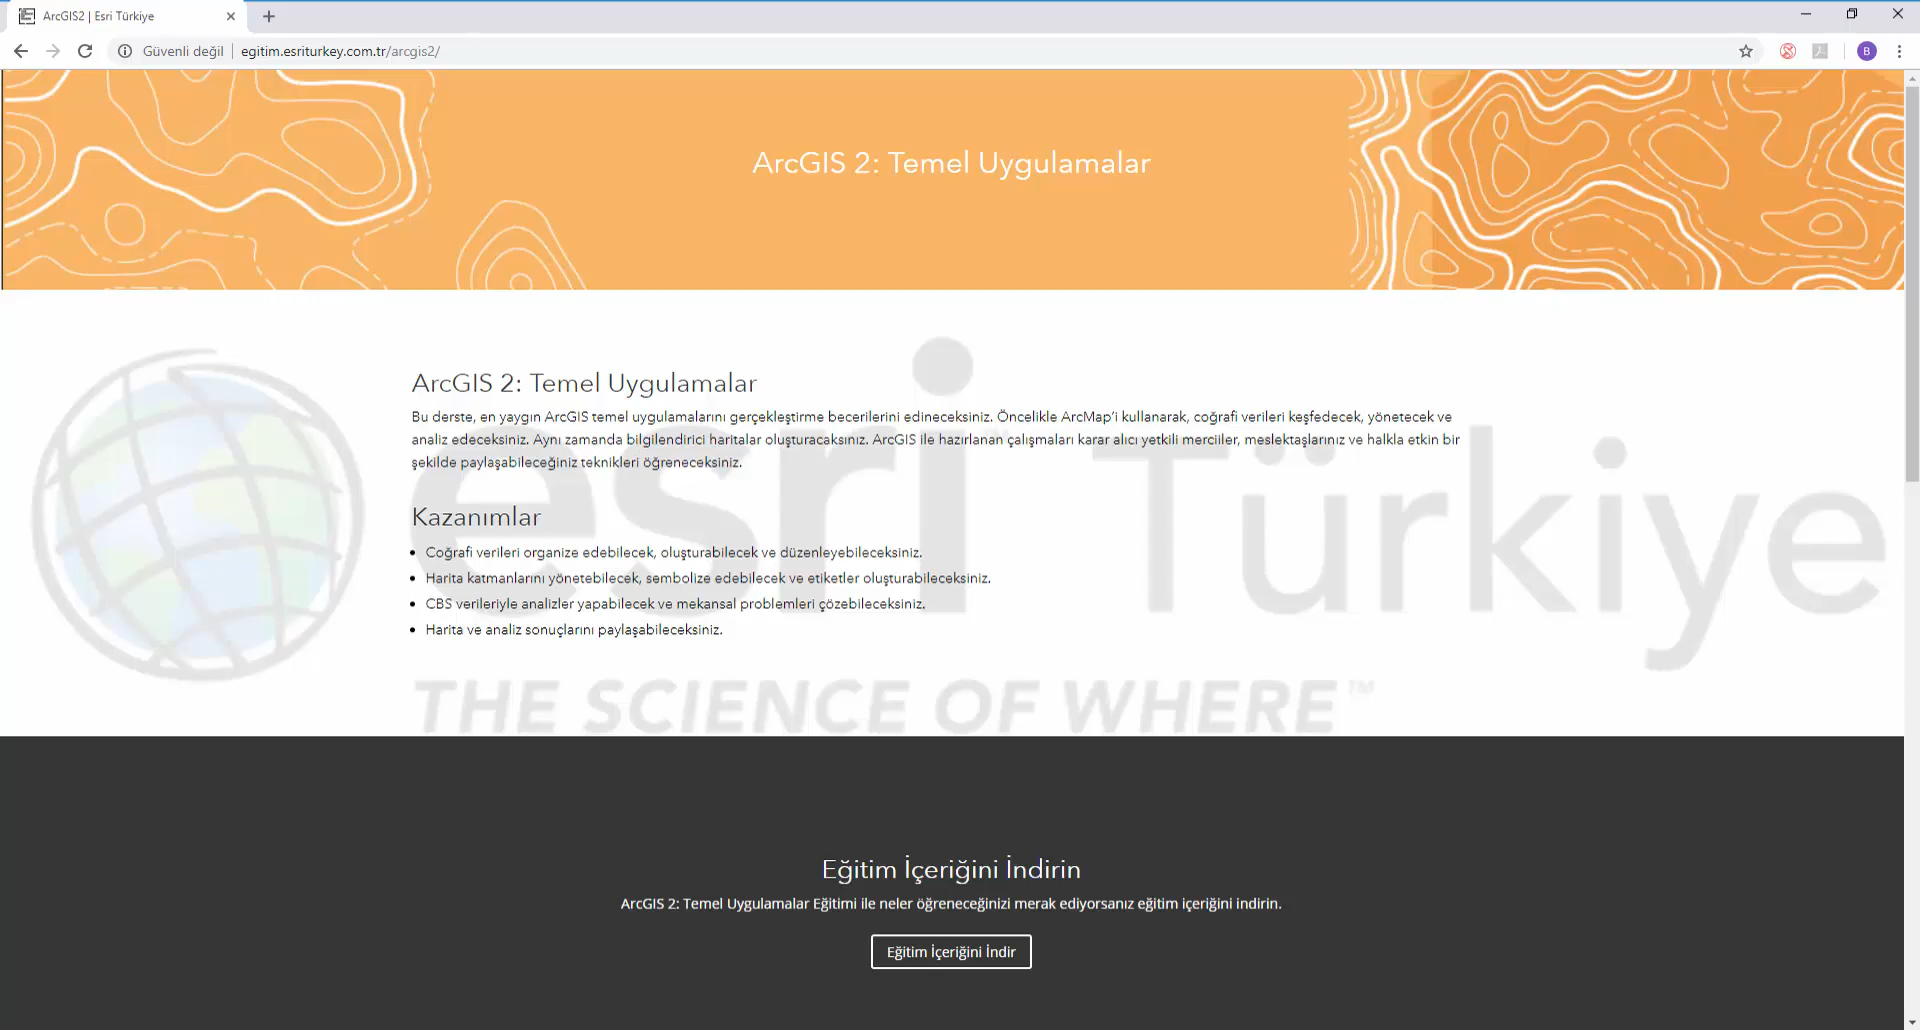 ArcGIS2 | Esri Türkiye
Güvenli değil
egitim.esriturkey.com.tr/arcgis2/
B
ArcGIS 2: Temel Uygulamalar
ArcGIS 2: Temel Uygulamalar
Bu derste, en yaygın ArcGIS temel uygulamalarını gerçekleştirme becerilerini edineceksiniz. Öncelikle ArcMap’i kullanarak, coğrafi verileri keşfedecek, yönetecek ve
analiz edeceksiniz. Aynı zamanda bilgilendirici haritalar oluşturacaksınız. ArcGIS ile hazırlanan çalışmaları karar alıcı yetkili merciiler, meslektaşlarınız ve halkla etkin bir
şekilde paylaşabileceğiniz teknikleri öğreneceksiniz.
Kazanımlar
Coğrafi verileri organize edebilecek, oluşturabilecek ve düzenleyebileceksiniz.
Harita katmanlarını yönetebilecek, sembolize edebilecek ve etiketler oluşturabileceksiniz.
CBS verileriyle analizler yapabilecek ve mekansal problemleri çözebileceksiniz.
Harita ve analiz sonuçlarını paylaşabileceksiniz.
esri Türkiye
THE SCIENCE OF WHERE™
Eğitim İçeriğini İndirin
ArcGIS 2: Temel Uygulamalar Eğitimi ile neler öğreneceğinizi merak ediyorsanız eğitim içeriğini indirin.
Eğitim İçeriğini İndir